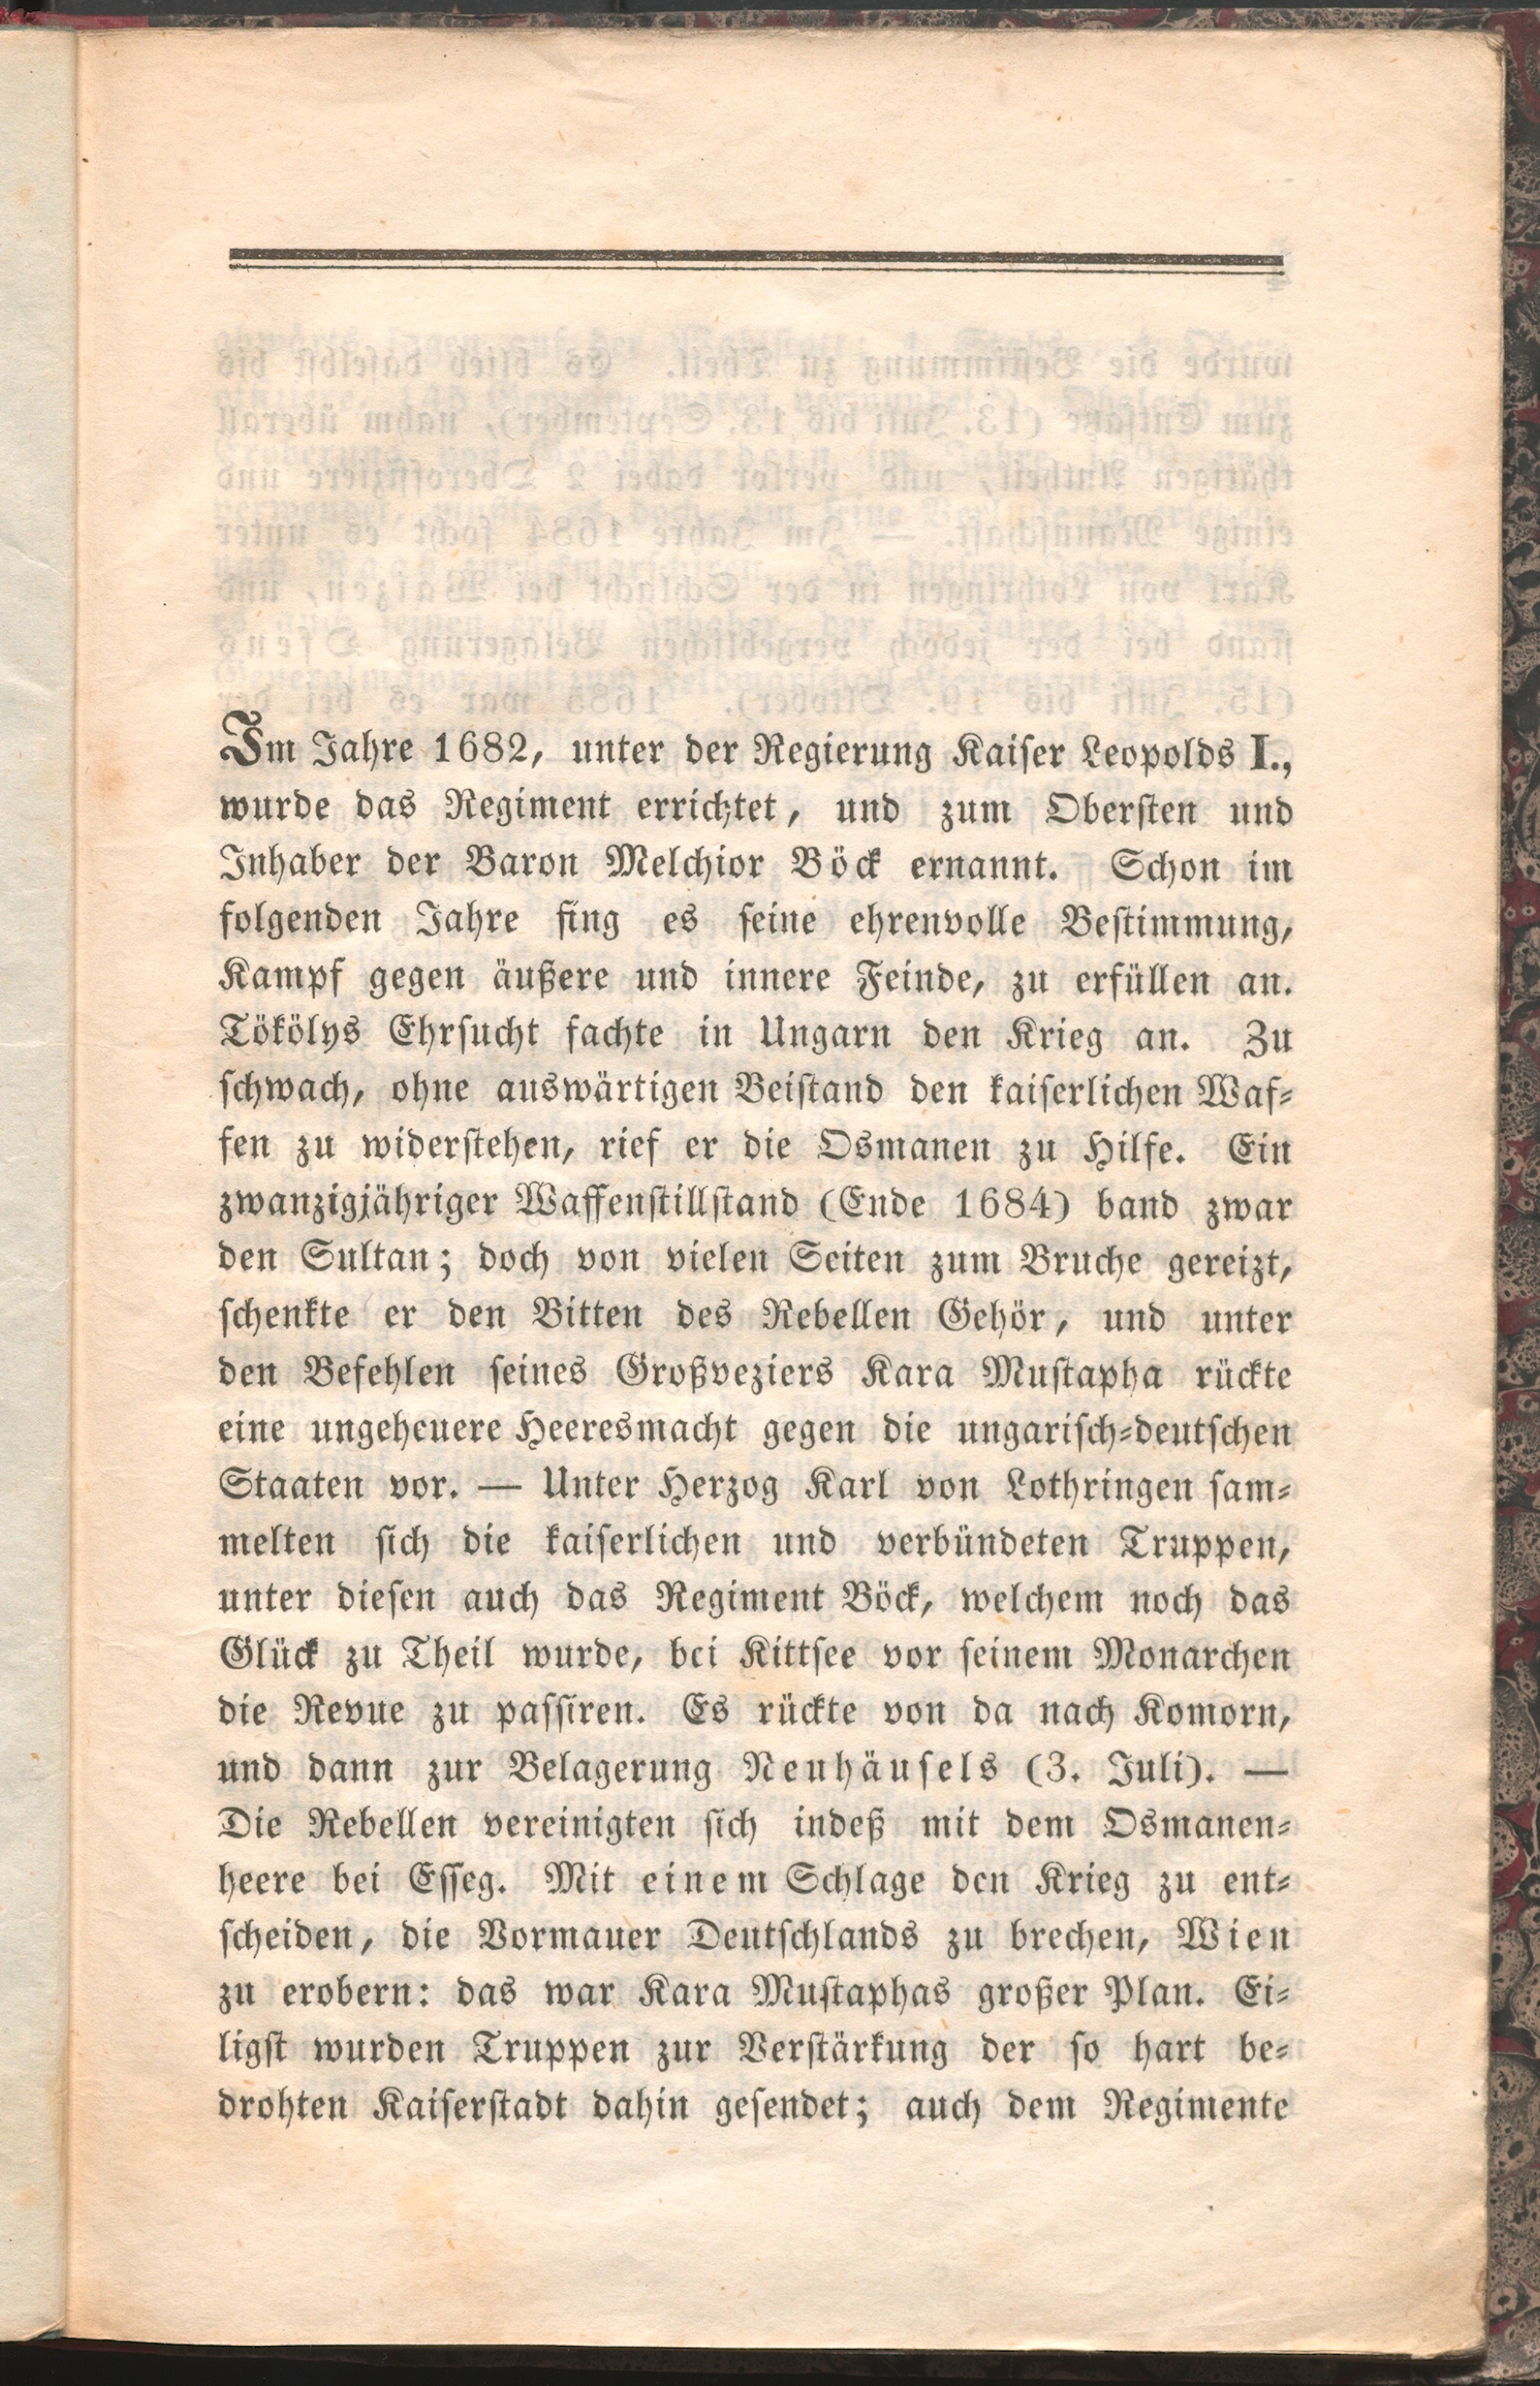 Im Jahre 1682, unter der Regierung Kaiser Leopolds I.,
wurde das Regiment errichtet, und zum Obersten und
Inhaber der Baron Melchior Böck ernannt. Schon im
folgenden Jahre fing es seine ehrenvolle Bestimmung,
Kampf gegen äußere und innere Feinde, zu erfüllen an.
Tökölys Ehrsucht fachte in Ungarn den Krieg an. Zu
schwach, ohne auswärtigen Beistand den kaiserlichen Waf-
fen zu widerstehen, rief er die Osmanen zu Hilfe. Ein
zwanzigjähriger Waffenstillstand (Ende 1684) band zwar
den Sultan; doch von vielen Seiten zum Bruche gereizt,
schenkte er den Bitten des Rebellen Gehör, und unter
den Befehlen seines Großveziers Kara Mustapha rückte
eine ungeheuere Heeresmacht gegen die ungarisch-deutschen
Staaten vor. — Unter Herzog Karl von Lothringen sam-
melten sich die kaiserlichen und verbündeten Truppen,
unter diesen auch das Regiment Böck, welchem noch das
Glück zu Theil wurde, bei Kittsee vor seinem Monarchen
die Revue zu passiren. Es rückte von da nach Komorn,
und dann zur Belagerung Neuhäusels (3. Juli). —
Die Rebellen vereinigten sich indeß mit dem Osmanen-
heere bei Esseg. Mit einem Schlage den Krieg zu ent-
scheiden, die Vormauer Deutschlands zu brechen, Wien
zu erobern: das war Kara Mustaphas großer Plan. Ei-
ligst wurden Truppen zur Verstärkung der so hart be-
drohten Kaiserstadt dahin gesendet; auch dem Regimente